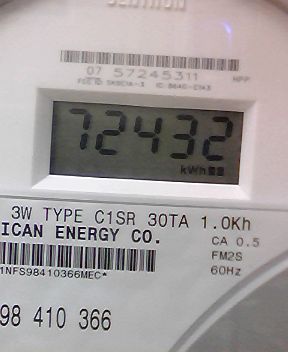 07 57245311 HPP
72432
kWh
3W TYPE C1SR 30TA 1.0Kh
ICAN ENERGY CO.
CA 0.5
FM2S
60Hz
1NFS98410366MEC*
98 410 366